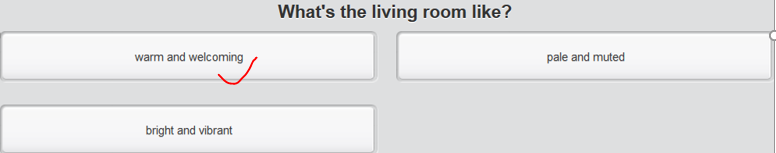 What's the living room like?
warm and welcoming
pale and muted
bright and vibrant